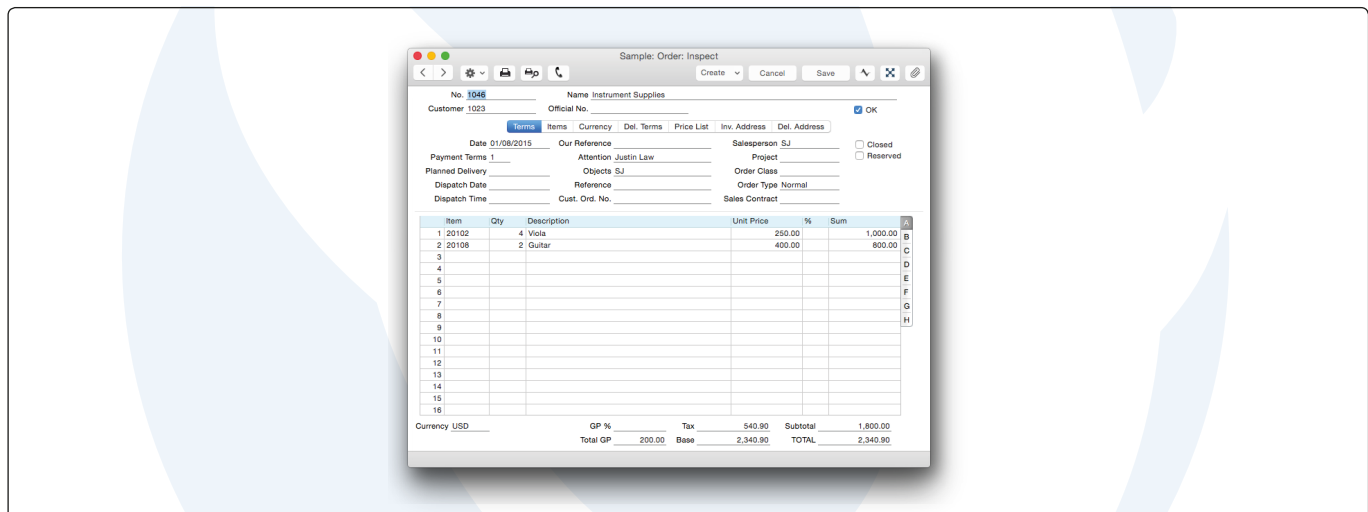 Sample: Order: Inspect
Create Cancel Save
No. 1046 Name Instrument Supplies
Customer 1023 Official No. OK
Terms Items Currency Del. Terms Price List Inv. Address Del. Address
Date 01/08/2015 Our Reference Salesperson SJ Closed
Payment Terms 1 Attention Justin Law Project Reserved
Planned Delivery Objects SJ Order Class
Dispatch Date Reference Order Type Normal
Dispatch Time Cust. Ord. No. Sales Contract
Item Qty Description Unit Price % Sum A
1 20102 4 Viola 250.00 1,000.00 B
2 20108 2 Guitar 400.00 800.00 C
3
4 D
5 E
6 F
7 G
8 H
9
10
11
12
13
14
15
16
Currency USD GP % Tax 540.90 Subtotal 1,800.00
Total GP 200.00 Base 2,340.90 TOTAL 2,340.90